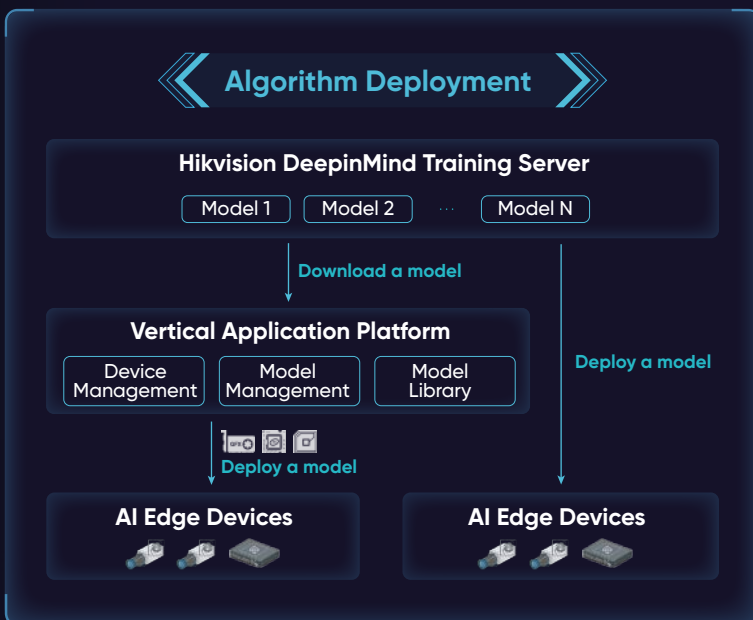 Algorithm Deployment
Hikvision DeepinMind Training Server
Model 1
Model 2
...
Model N
Download a model
Vertical Application Platform
Device
Management
Model
Management
Model
Library
Deploy a model
Deploy a model
AI Edge Devices
AI Edge Devices